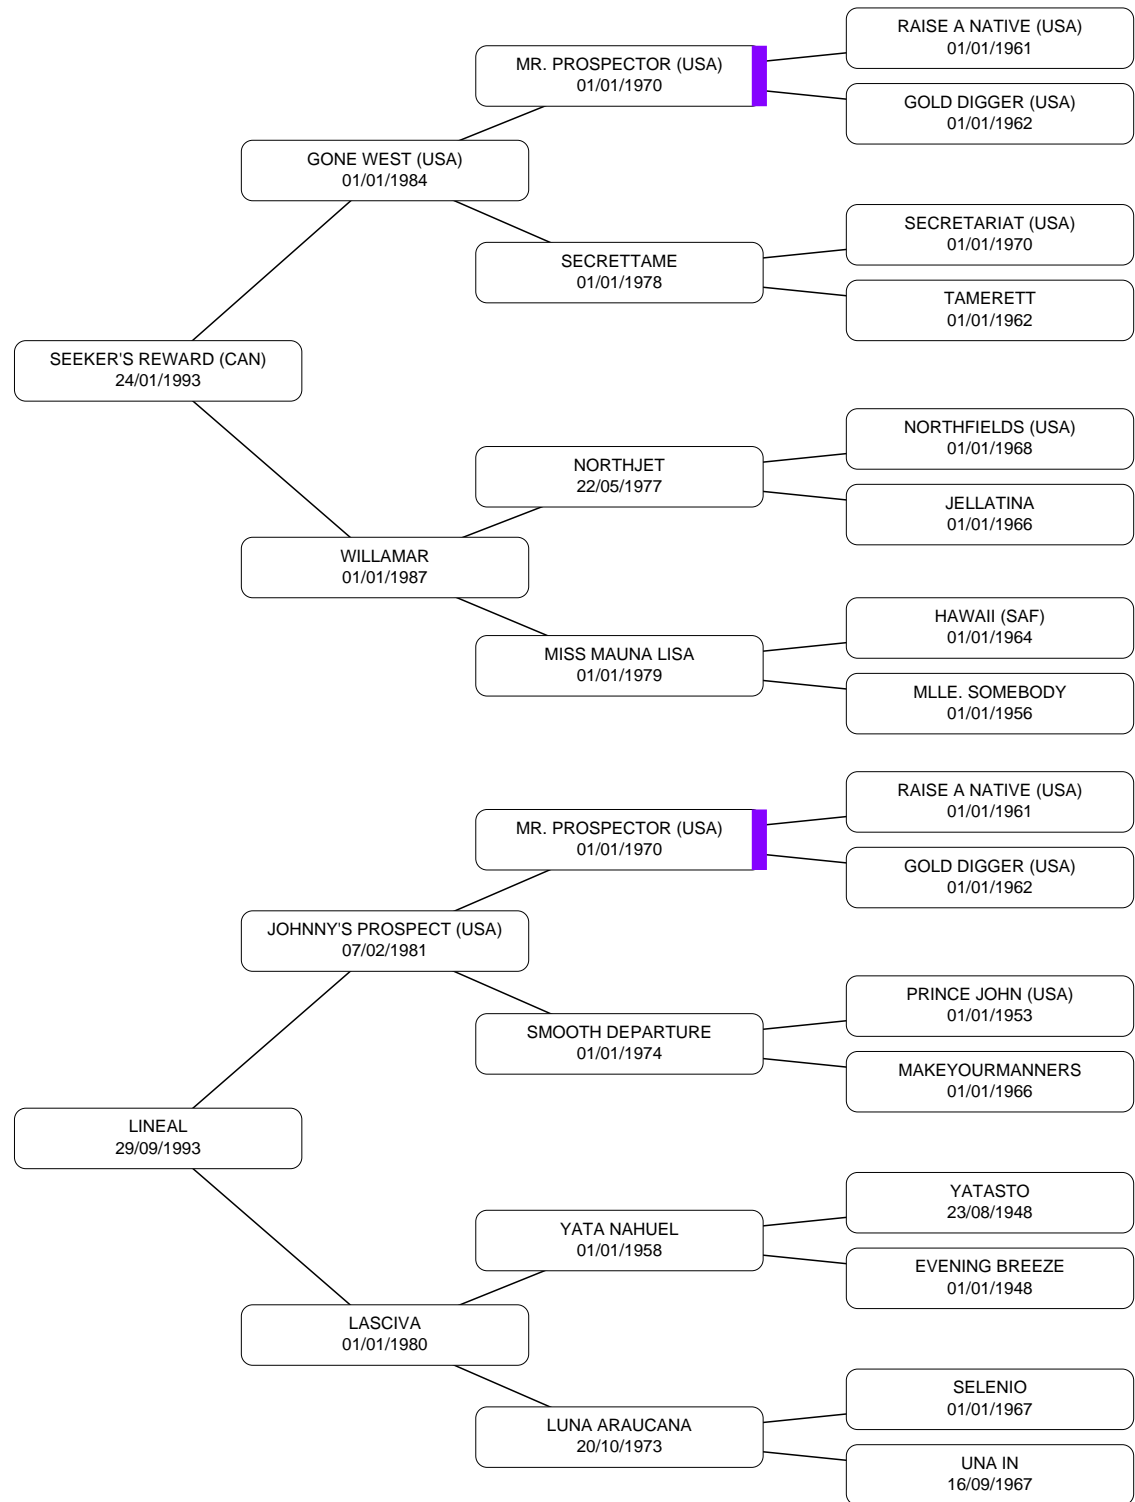 RAISE A NATIVE (USA)
01/01/1961
MR. PROSPECTOR (USA)
01/01/1970
GOLD DIGGER (USA)
01/01/1962
GONE WEST (USA)
01/01/1984
SECRETARIAT (USA)
01/01/1970
SECRETTAME
01/01/1978
TAMERETT
01/01/1962
SEEKER'S REWARD (CAN)
24/01/1993
NORTHFIELDS (USA)
01/01/1968
NORTHJET
22/05/1977
JELLATINA
01/01/1966
WILLAMAR
01/01/1987
HAWAII (SAF)
01/01/1964
MISS MAUNA LISA
01/01/1979
MLLE. SOMEBODY
01/01/1956
RAISE A NATIVE (USA)
01/01/1961
MR. PROSPECTOR (USA)
01/01/1970
GOLD DIGGER (USA)
01/01/1962
JOHNNY'S PROSPECT (USA)
07/02/1981
PRINCE JOHN (USA)
01/01/1953
SMOOTH DEPARTURE
01/01/1974
MAKEYOURMANNERS
01/01/1966
LINEAL
29/09/1993
YATASTO
23/08/1948
YATA NAHUEL
01/01/1958
EVENING BREEZE
01/01/1948
LASCIVA
01/01/1980
SELENIO
01/01/1967
LUNA ARAUCANA
20/10/1973
UNA IN
16/09/1967